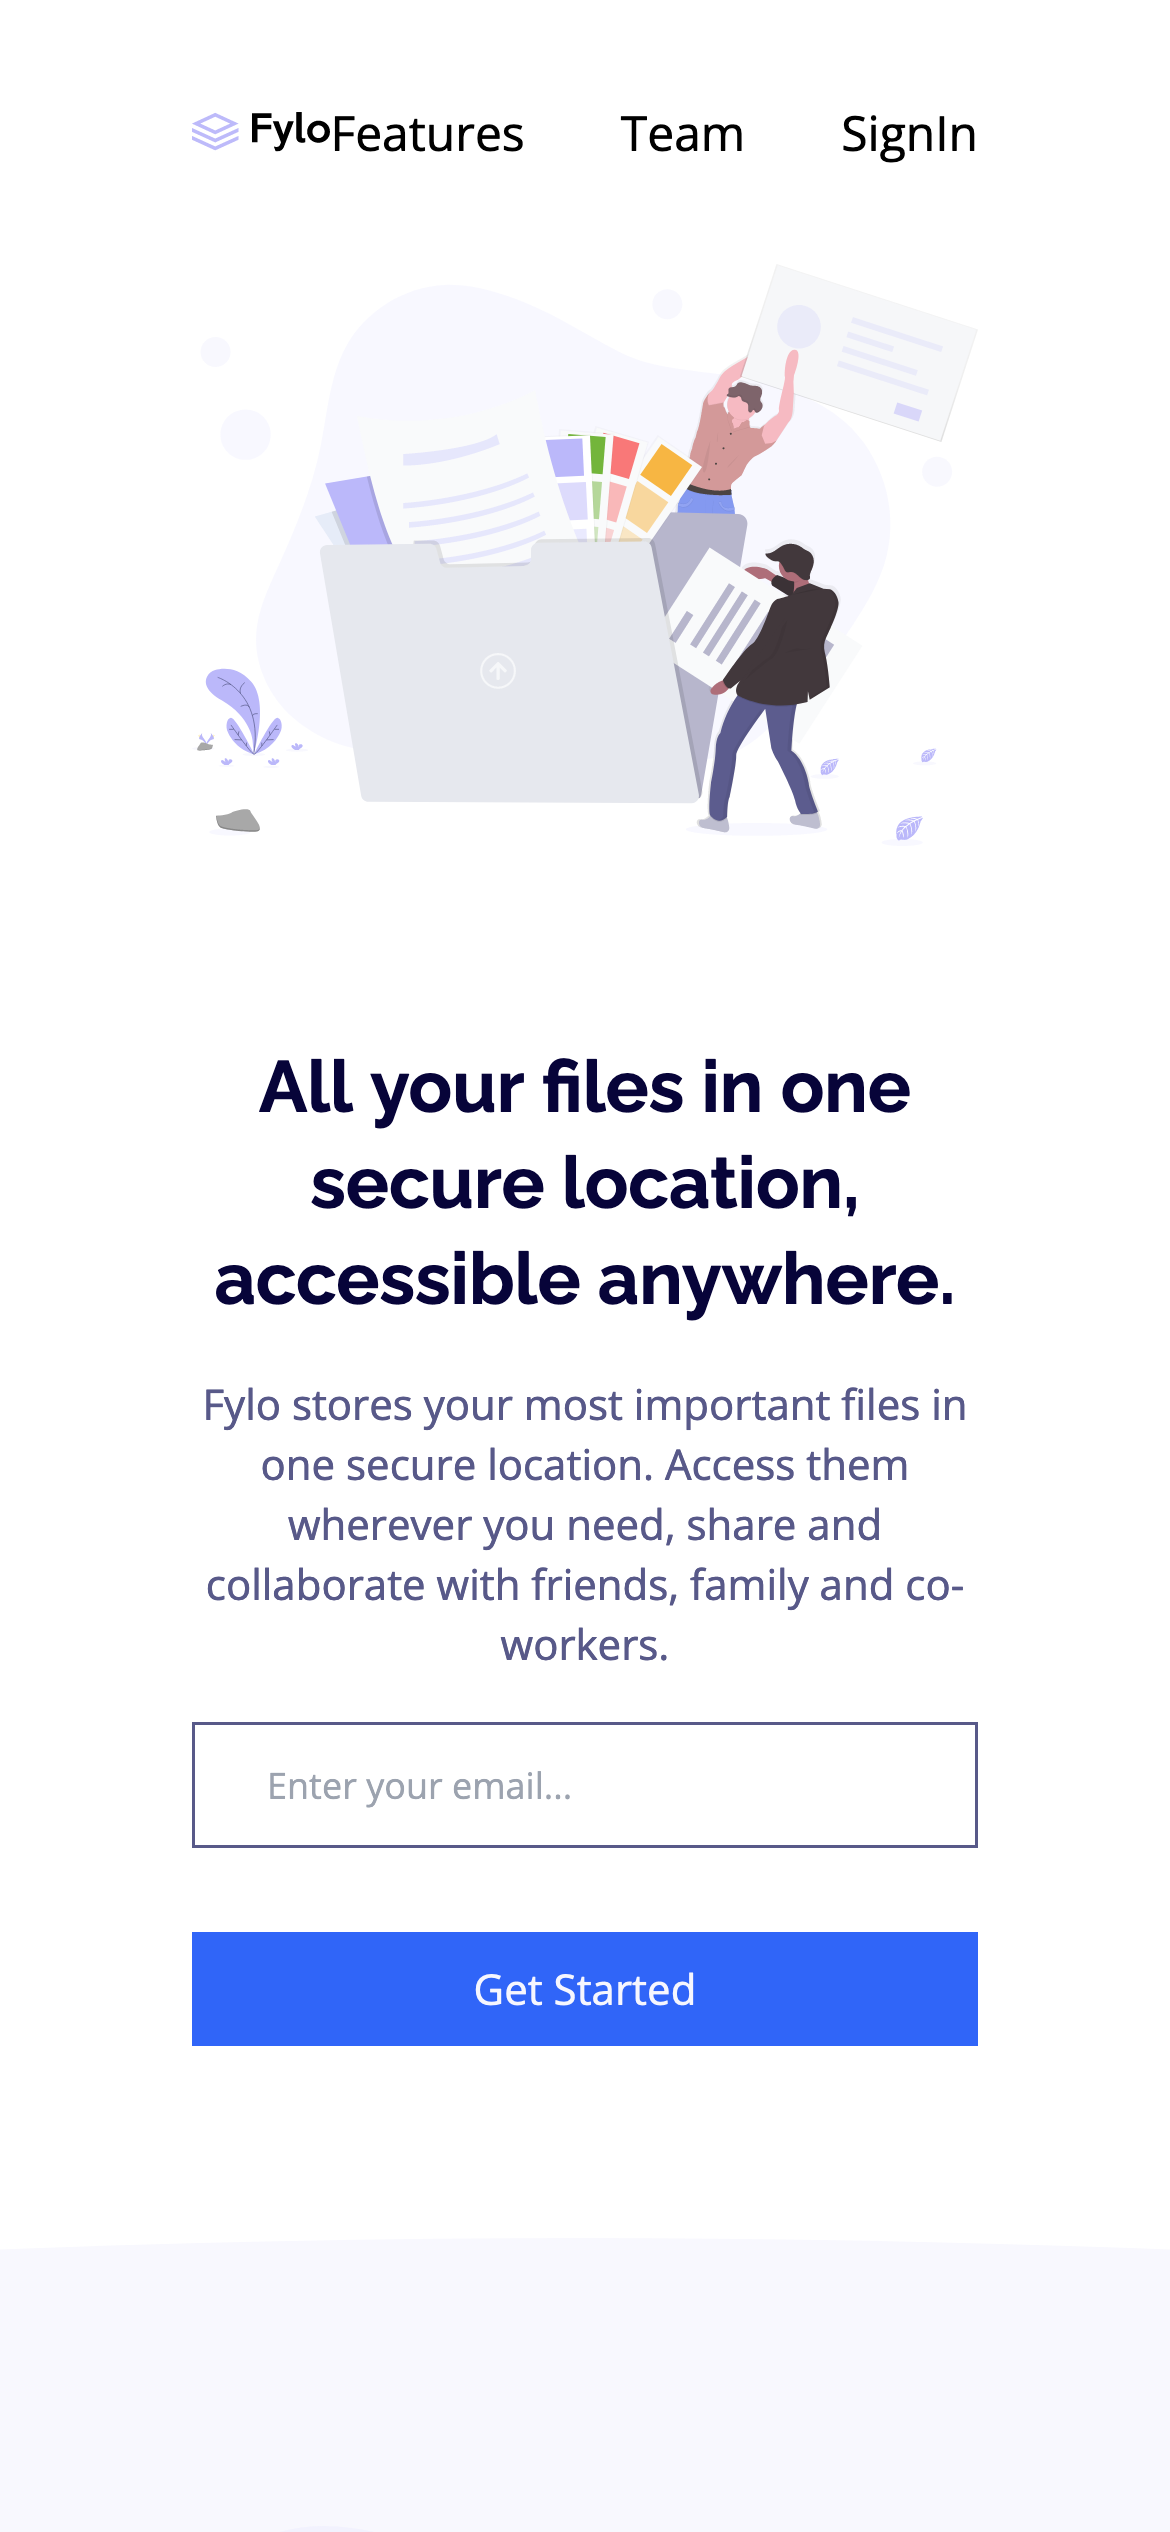 Fylo Features Team SignIn
All your files in one
secure location,
accessible anywhere.
Fylo stores your most important files in
one secure location. Access them
wherever you need, share and
collaborate with friends, family and co-
workers.
Enter your email...
Get Started